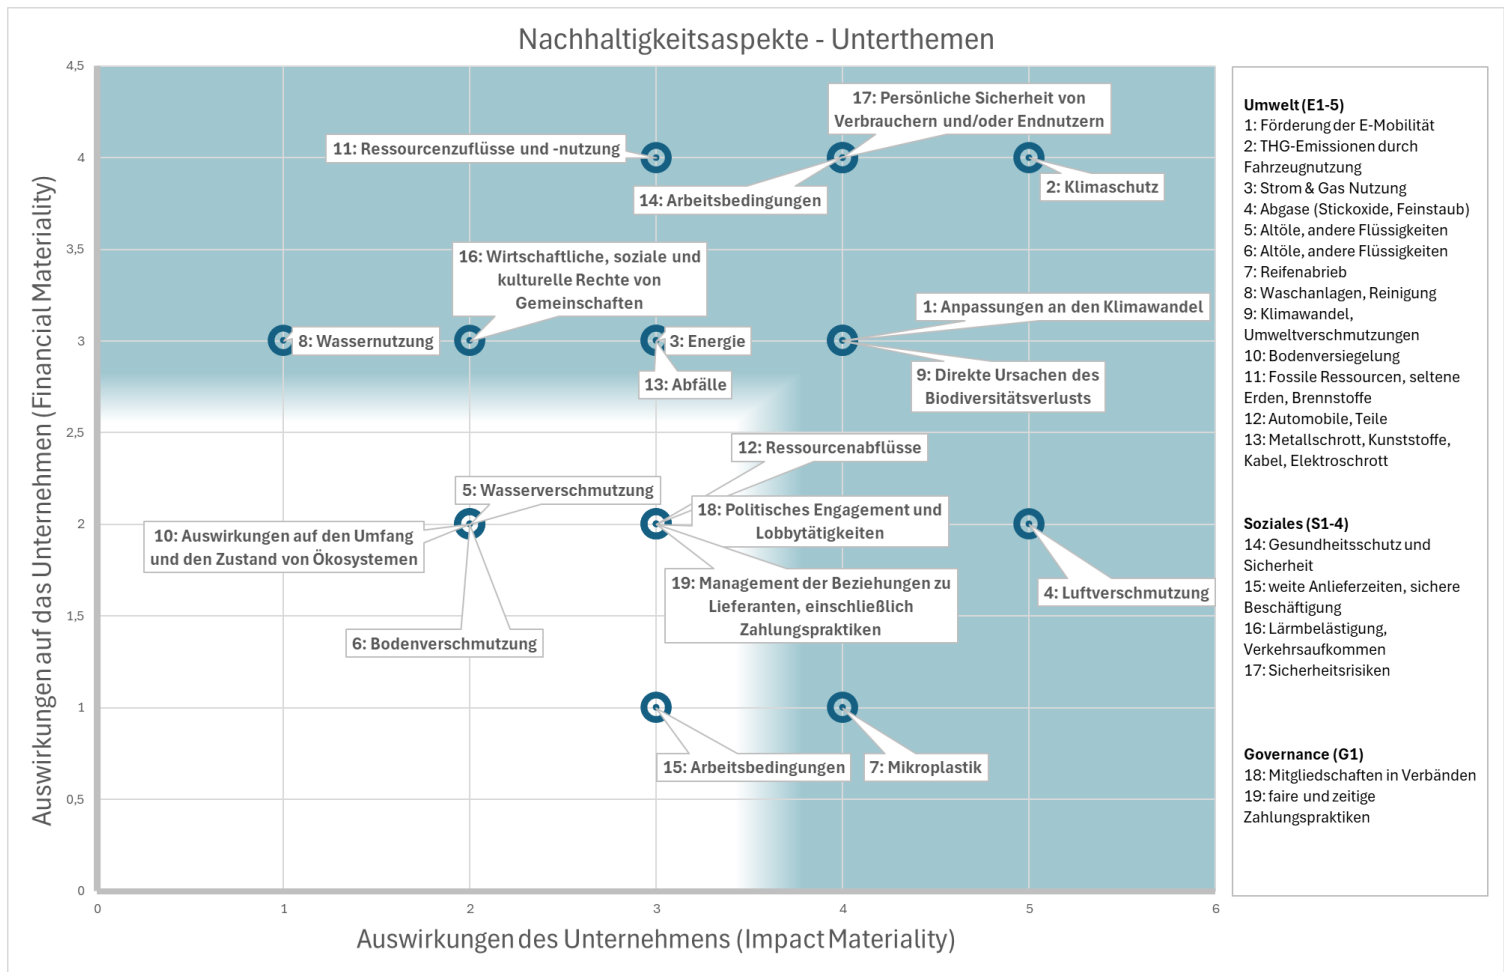 Nachhaltigkeitsaspekte - Unterthemen
Auswirkungen auf das Unternehmen (Financial Materiality)
4,5
4
3,5
3
2,5
2
1,5
1
0,5
0
17: Persönliche Sicherheit von
Verbrauchern und/oder Endnutzern
11: Ressourcenzuflüsse und -nutzung
2: Klimaschutz
14: Arbeitsbedingungen
16: Wirtschaftliche, soziale und
kulturelle Rechte von
Gemeinschaften
1: Anpassungen an den Klimawandel
8: Wassernutzung
3: Energie
13: Abfälle
9: Direkte Ursachen des
Biodiversitätsverlusts
12: Ressourcenabflüsse
5: Wasserverschmutzung
18: Politisches Engagement und
Lobbytätigkeiten
10: Auswirkungen auf den Umfang
und den Zustand von Ökosystemen
19: Management der Beziehungen zu
Lieferanten, einschließlich
Zahlungspraktiken
4: Luftverschmutzung
6: Bodenverschmutzung
15: Arbeitsbedingungen
7: Mikroplastik
0
1
2
3
4
5
6
Auswirkungen des Unternehmens (Impact Materiality)
Umwelt (E1-5)
1: Förderung der E-Mobilität
2: THG-Emissionen durch
Fahrzeugnutzung
3: Strom & Gas Nutzung
4: Abgase (Stickoxide, Feinstaub)
5: Altöle, andere Flüssigkeiten
6: Altöle, andere Flüssigkeiten
7: Reifenabrieb
8: Waschanlagen, Reinigung
9: Klimawandel,
Umweltverschmutzungen
10: Bodenversiegelung
11: Fossile Ressourcen, seltene
Erden, Brennstoffe
12: Automobile, Teile
13: Metallschrott, Kunststoffe,
Kabel, Elektroschrott
Soziales (S1-4)
14: Gesundheitsschutz und
Sicherheit
15: weite Anlieferzeiten, sichere
Beschäftigung
16: Lärmbelästigung,
Verkehrsaufkommen
17: Sicherheitsrisiken
Governance (G1)
18: Mitgliedschaften in Verbänden
19: faire und zeitige
Zahlungspraktiken